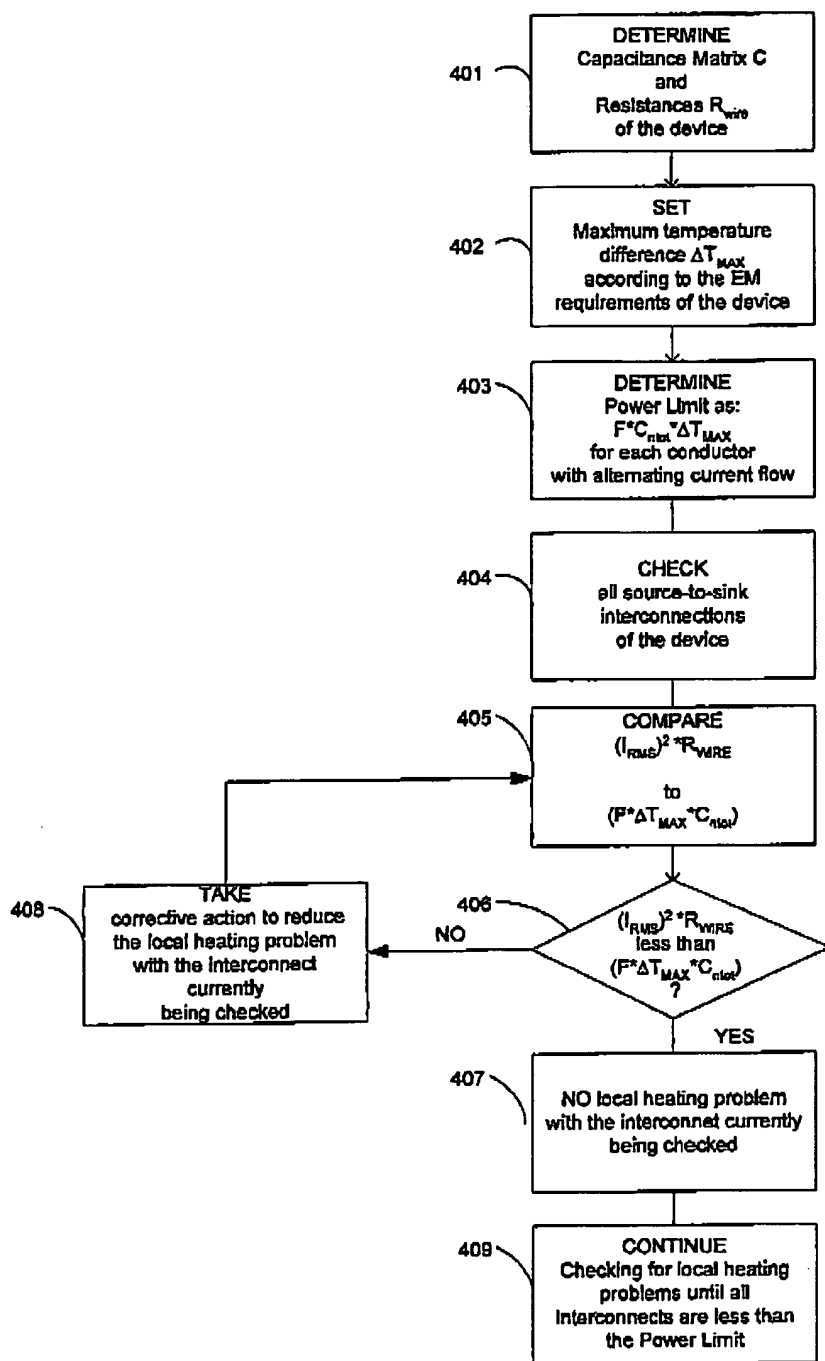 401
DETERMINE
Capacitance Matrix C
and
Resistances R_wire
of the device
402
SET
Maximum temperature
difference ΔT_MAX
according to the EM
requirements of the device
403
DETERMINE
Power Limit as:
F*C_ntot*ΔT_MAX
for each conductor
with alternating current flow
404
CHECK
all source-to-sink
interconnections
of the device
405
COMPARE
(I_RMS)² *R_WIRE
to
(F*ΔT_MAX*C_ntot)
408
TAKE
corrective action to reduce
the local heating problem
with the interconnect
currently
being checked
NO
406
(I_RMS)² *R_WIRE
less than
(F*ΔT_MAX*C_ntot)
?
YES
407
NO local heating problem
with the interconnet currently
being checked
409
CONTINUE
Checking for local heating
problems until all
Interconnects are less than
the Power Limit